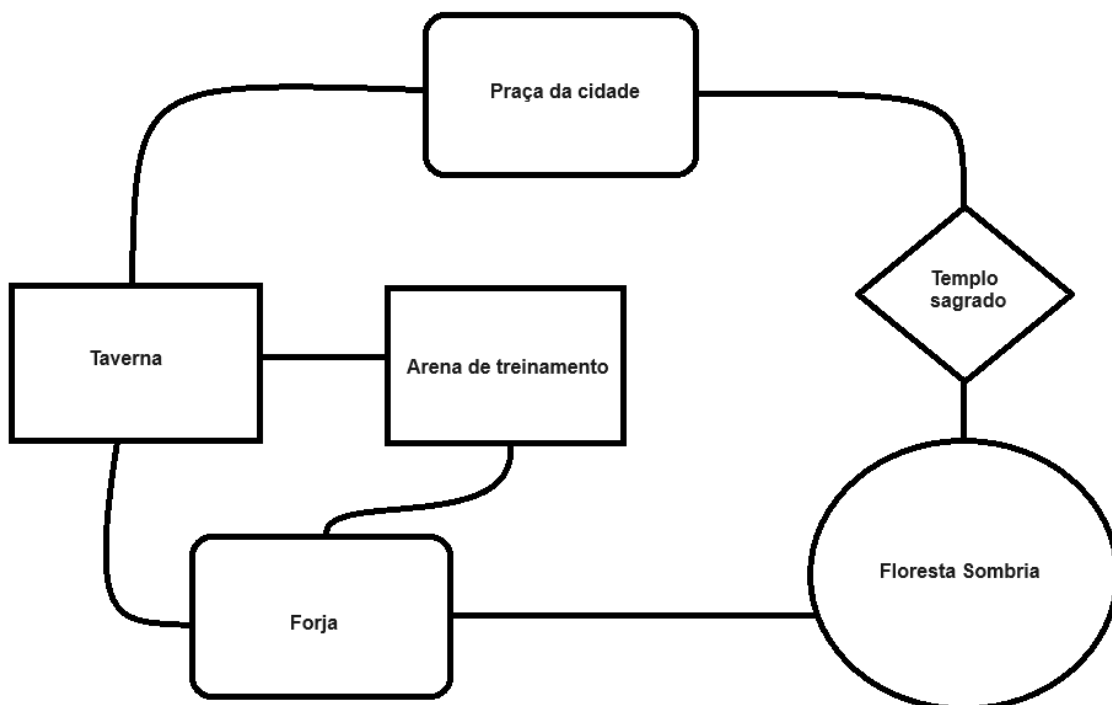 Praça da cidade
Templo
sagrado
Taverna
Arena de treinamento
Floresta Sombria
Forja